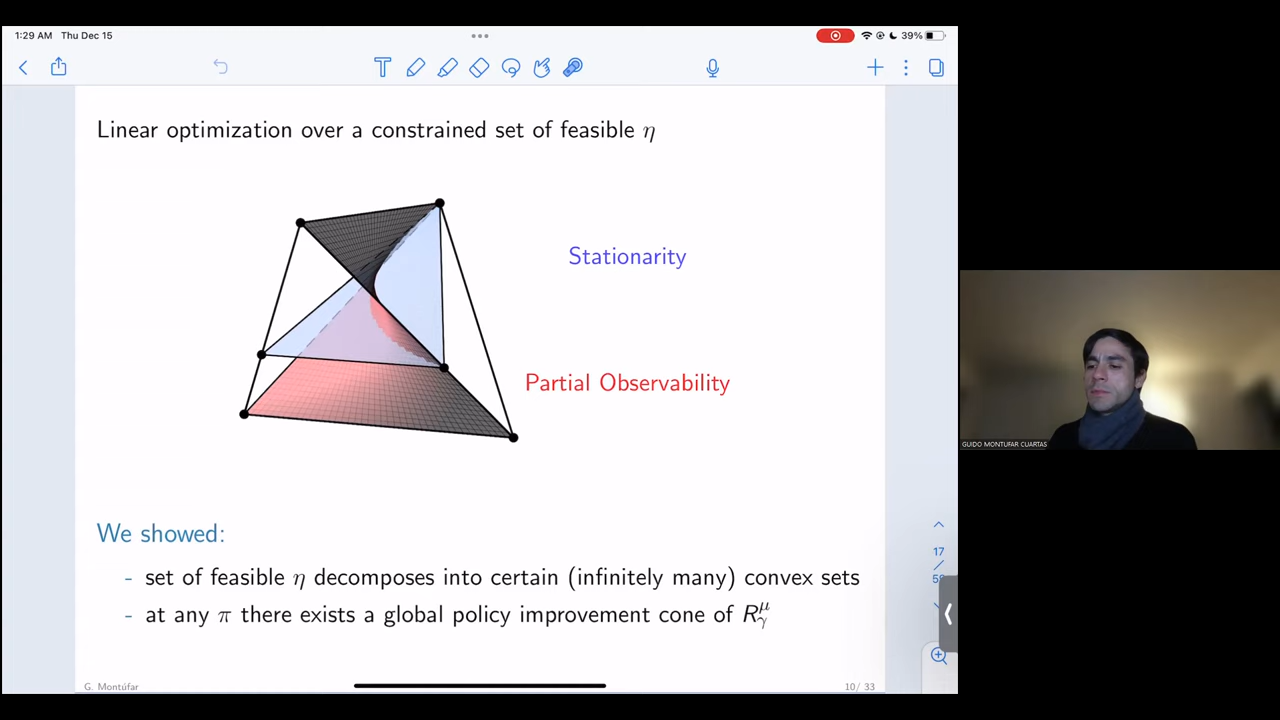 1:29 AM Thu Dec 15
39%
T
Linear optimization over a constrained set of feasible η
Stationarity
Partial Observability
We showed:
- set of feasible η decomposes into certain (infinitely many) convex sets
- at any π there exists a global policy improvement cone of R^μ_γ
17
/
G. Montúfar
10/ 33
GUIDO MONTUFAR CUARTAS